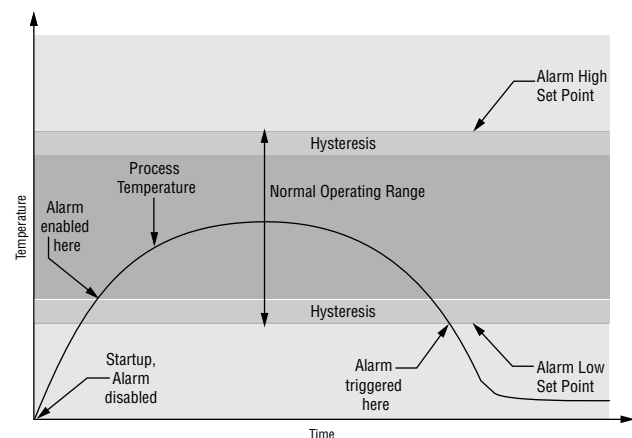 Alarm High
Set Point
Hysteresis
Process
Temperature
Normal Operating Range
Alarm
enabled
here
Temperature
Hysteresis
Startup,
Alarm
disabled
Alarm
triggered
here
Alarm Low
Set Point
Time